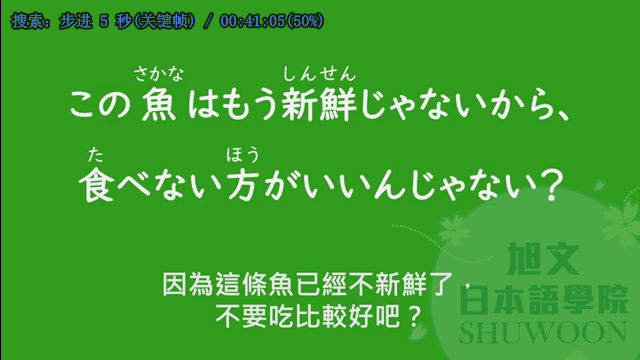 搜索: 步进 5 秒(关键帧) / 00:41:05(50%)
さかな しんせん
この魚はもう新鮮じゃないから、
た ほう
食べない方がいいんじゃない?
因為這條魚已經不新鮮了，
不要吃比較好吧？
旭文
日本語學院
SHUWOON